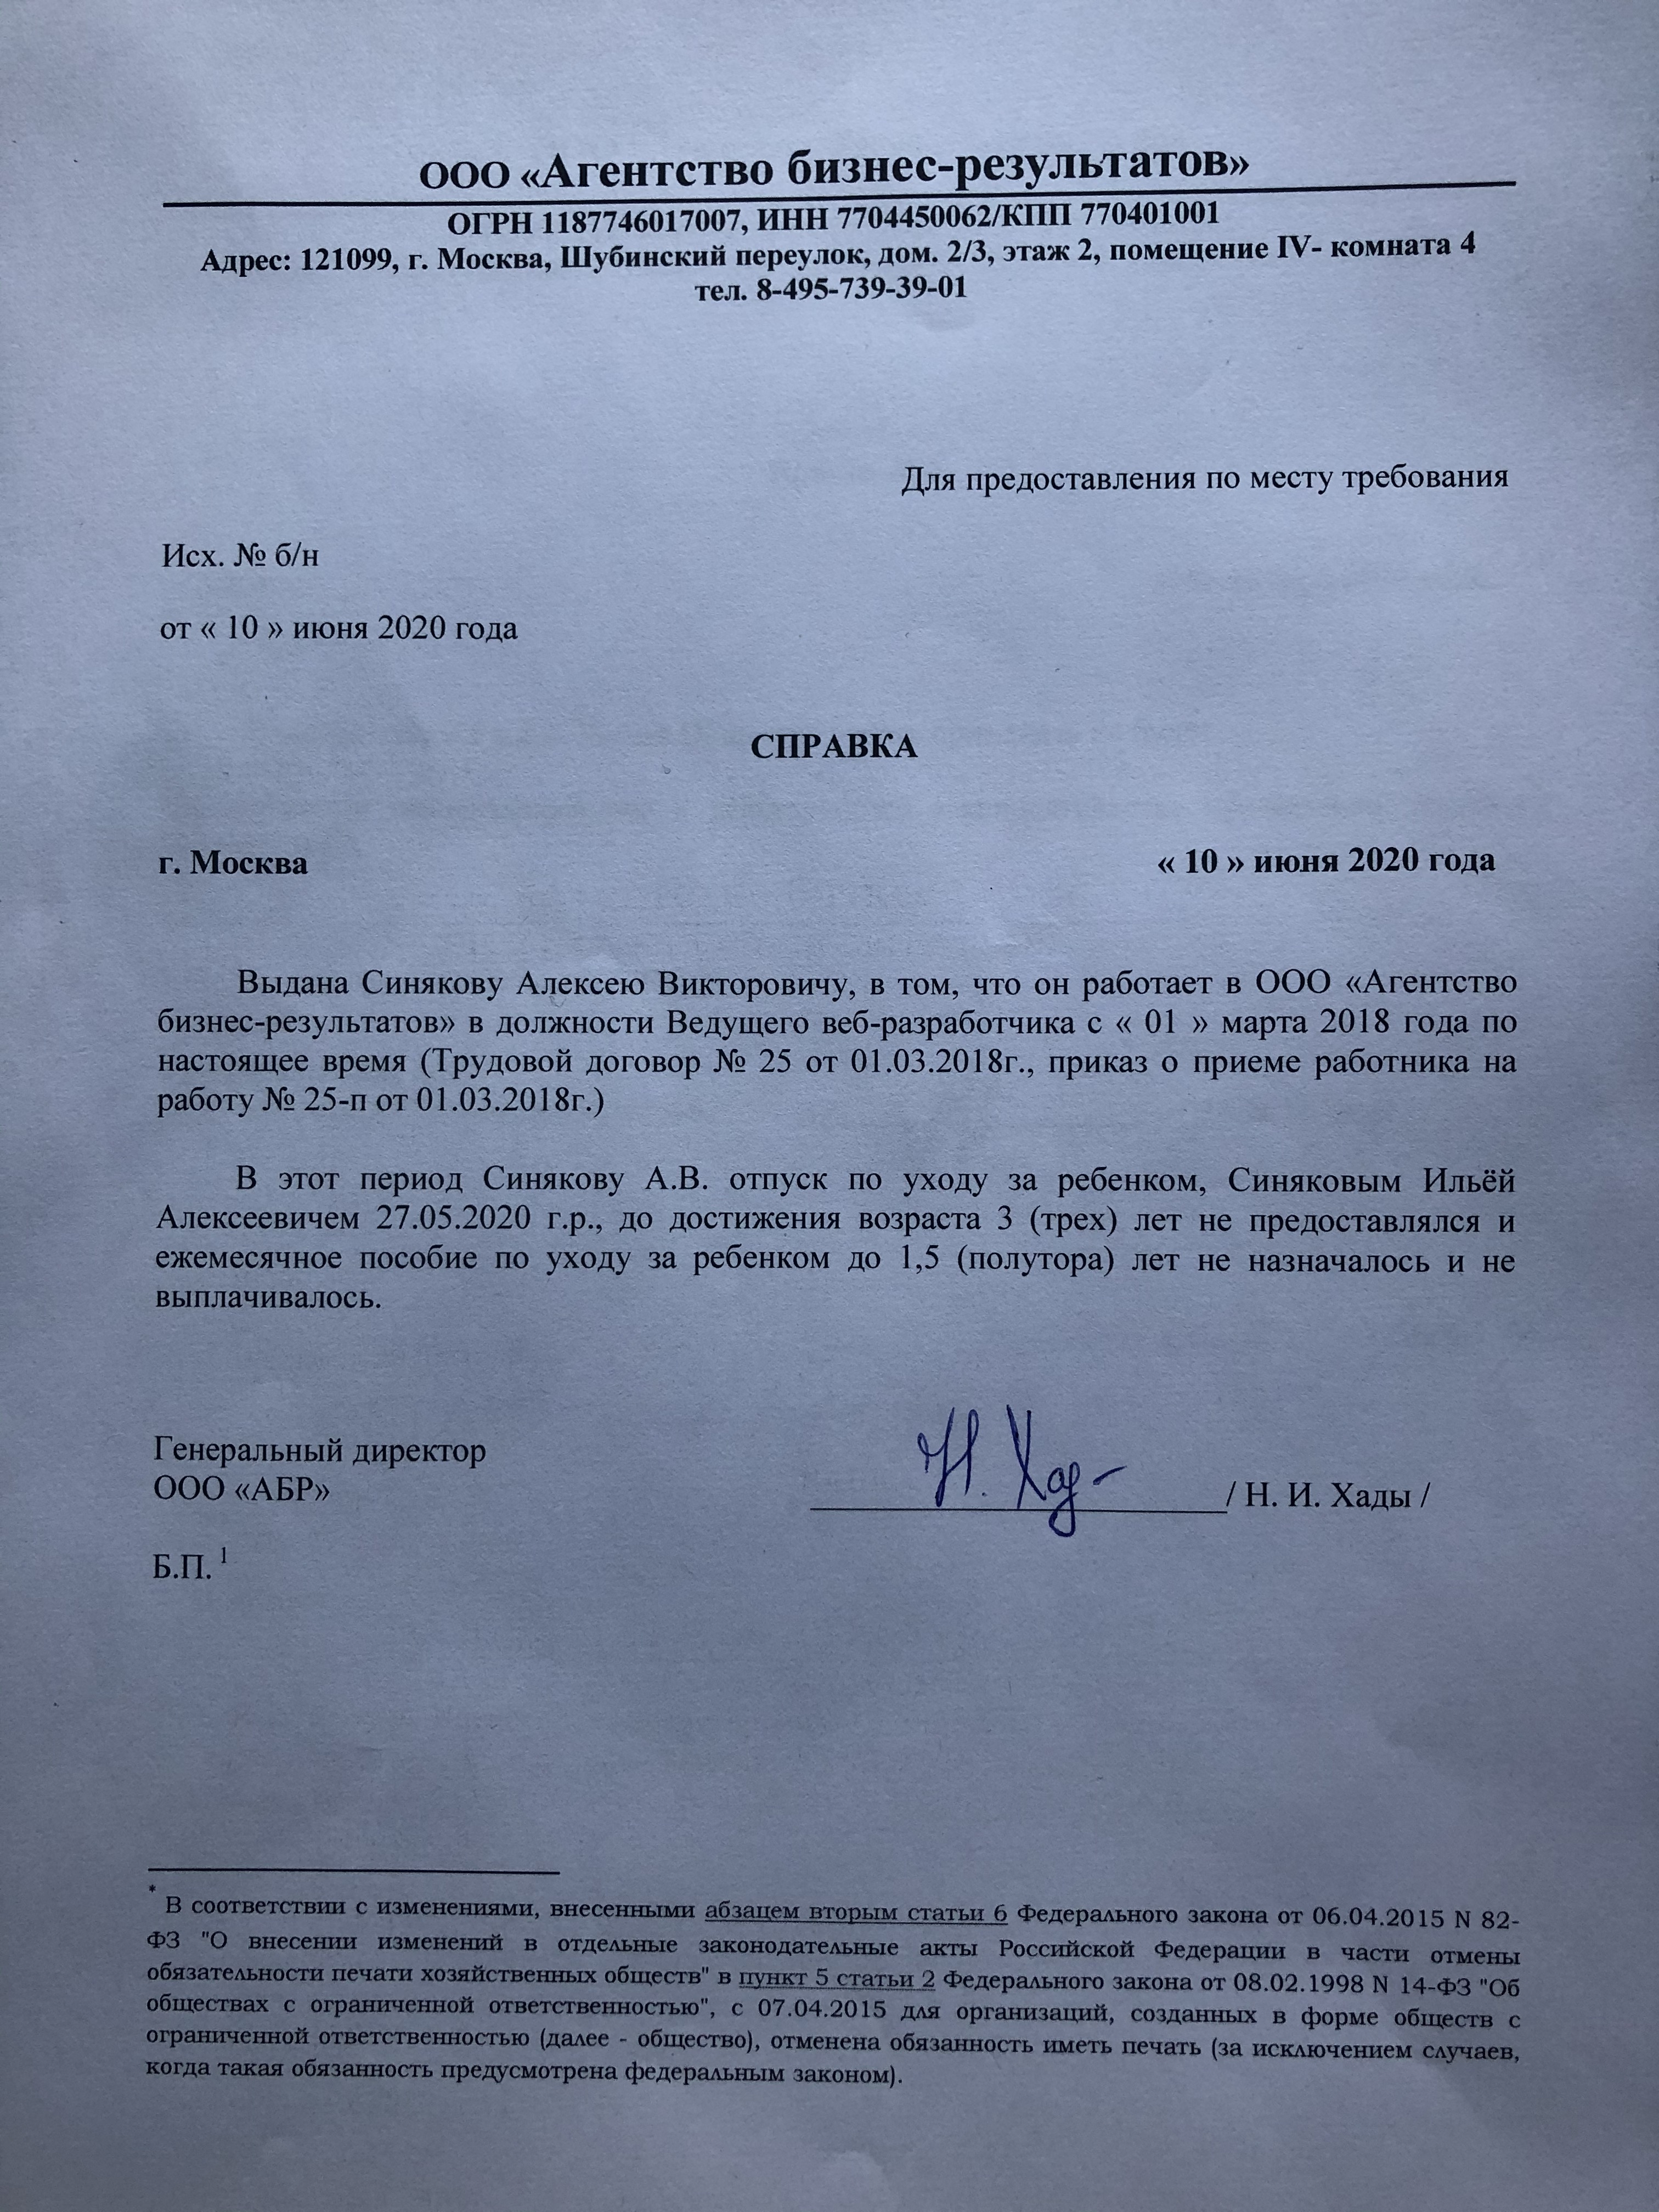 ООО «Агентство бизнес-результатов»
ОГРН 1187746017007, ИНН 7704450062/КПП 770401001
Адрес: 121099, г. Москва, Шубинский переулок, дом. 2/3, этаж 2, помещение IV- комната 4
тел. 8-495-739-39-01
Для предоставления по месту требования
Исх. № б/н
от « 10 » июня 2020 года
СПРАВКА
г. Москва « 10 » июня 2020 года
Выдана Синякову Алексею Викторовичу, в том, что он работает в ООО «Агентство
бизнес-результатов» в должности Ведущего веб-разработчика с « 01 » марта 2018 года по
настоящее время (Трудовой договор № 25 от 01.03.2018г., приказ о приеме работника на
работу № 25-п от 01.03.2018г.)
В этот период Синякову А.В. отпуск по уходу за ребенком, Синяковым Ильёй
Алексеевичем 27.05.2020 г.р., до достижения возраста 3 (трех) лет не предоставлялся и
ежемесячное пособие по уходу за ребенком до 1,5 (полутора) лет не назначалось и не
выплачивалось.
Генеральный директор
ООО «АБР»
Н. Хад / Н. И. Хады /
Б.П. 1
* В соответствии с изменениями, внесенными абзацем вторым статьи 6 Федерального закона от 06.04.2015 N 82-
ФЗ "О внесении изменений в отдельные законодательные акты Российской Федерации в части отмены
обязательности печати хозяйственных обществ" в пункт 5 статьи 2 Федерального закона от 08.02.1998 N 14-ФЗ "Об
обществах с ограниченной ответственностью", с 07.04.2015 для организаций, созданных в форме обществ с
ограниченной ответственностью (далее - общество), отменена обязанность иметь печать (за исключением случаев,
когда такая обязанность предусмотрена федеральным законом).